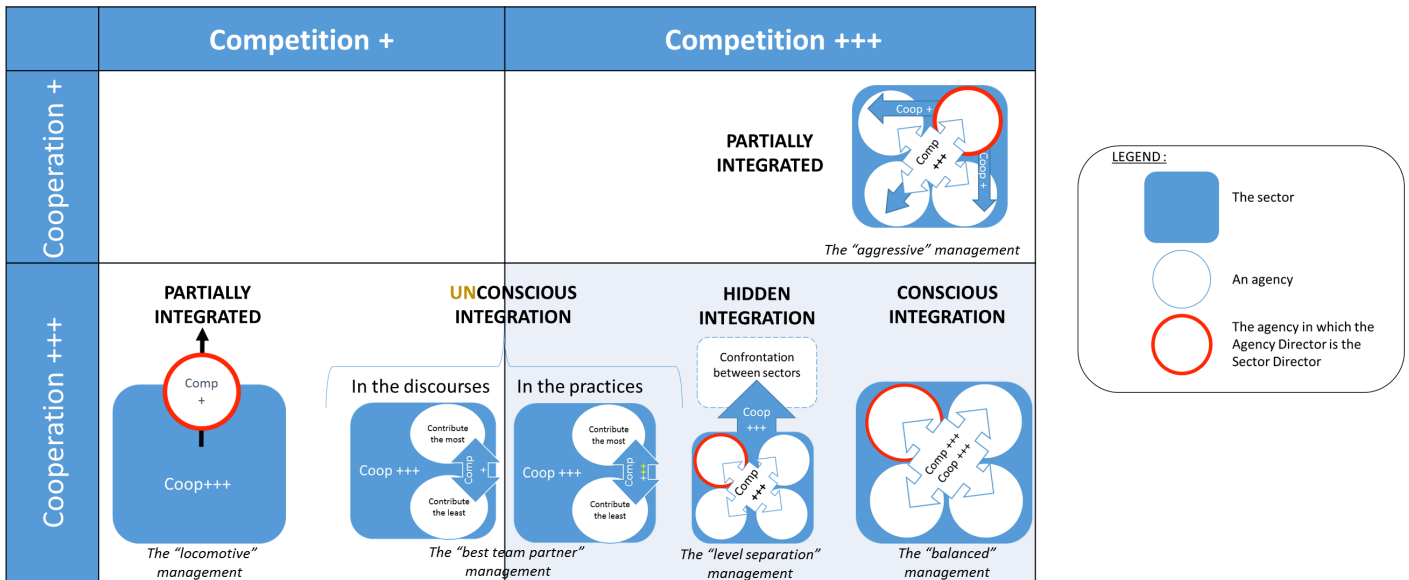 Competition +
Competition +++
Cooperation +
PARTIALLY
INTEGRATED
Coop +
Comp
+++
Coop +
The “aggressive” management
Cooperation +++
PARTIALLY
INTEGRATED
Comp
+
Coop+++
The “locomotive”
management
UNCONSCIOUS
INTEGRATION
In the discourses
Contribute
the most
Coop +++
Comp
+
Contribute
the least
In the practices
Contribute
the most
Coop +++
Comp
+++
Contribute
the least
The “best team partner”
management
HIDDEN
INTEGRATION
Confrontation
between sectors
Coop
+++
Comp
+++
The “level separation”
management
CONSCIOUS
INTEGRATION
Comp +++
Coop +++
The “balanced”
management
LEGEND :
The sector
An agency
The agency in which the
Agency Director is the
Sector Director